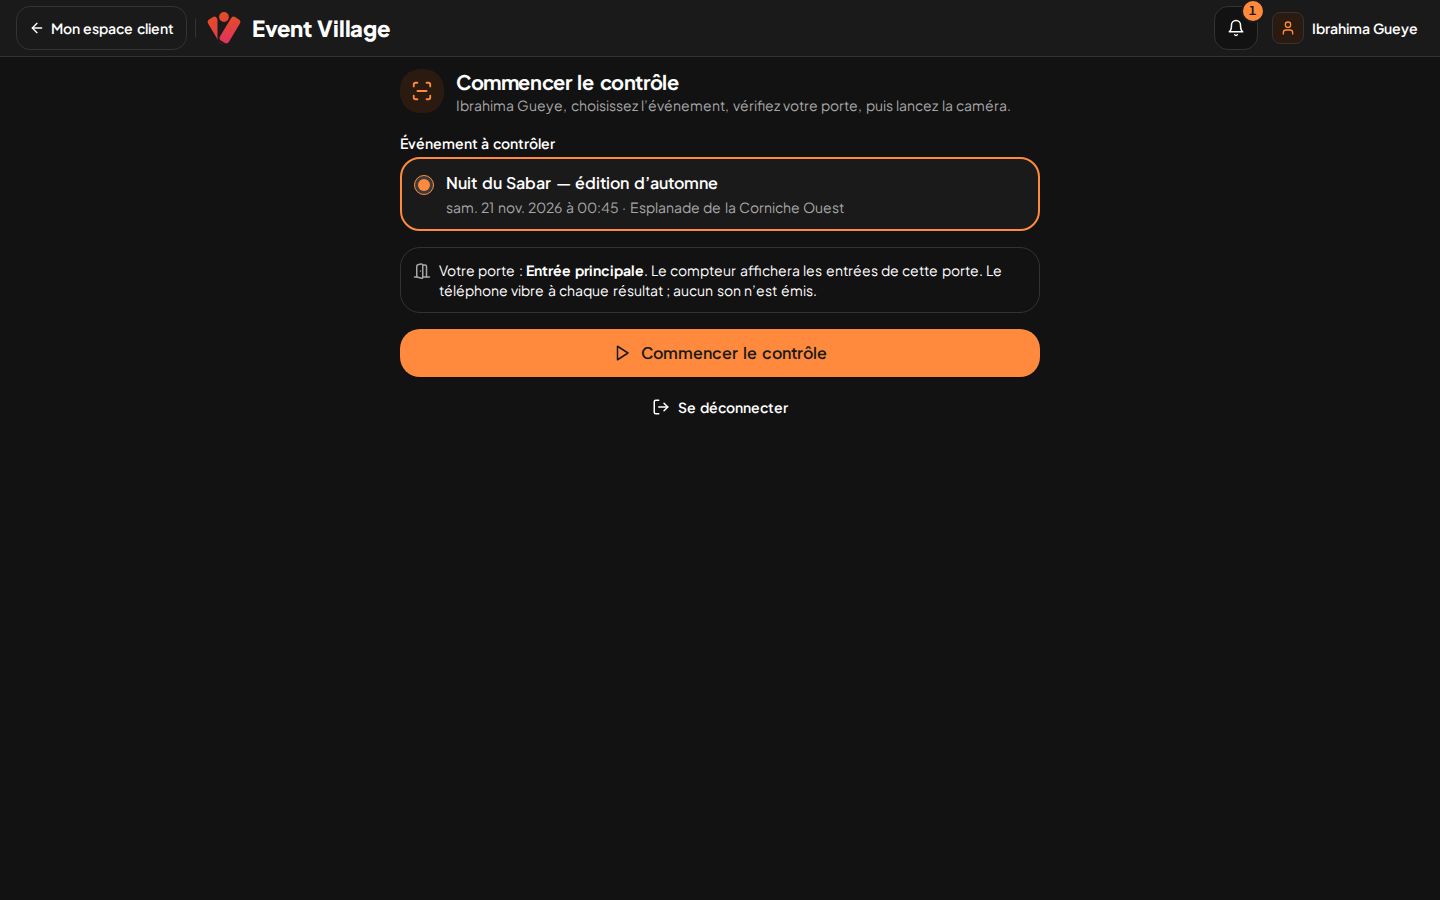 Mon espace client
Event Village
1
Ibrahima Gueye
Commencer le contrôle
Ibrahima Gueye, choisissez l’événement, vérifiez votre porte, puis lancez la caméra.
Événement à contrôler
Nuit du Sabar — édition d’automne
sam. 21 nov. 2026 à 00:45 · Esplanade de la Corniche Ouest
Votre porte : Entrée principale. Le compteur affichera les entrées de cette porte. Le
téléphone vibre à chaque résultat ; aucun son n’est émis.
Commencer le contrôle
Se déconnecter